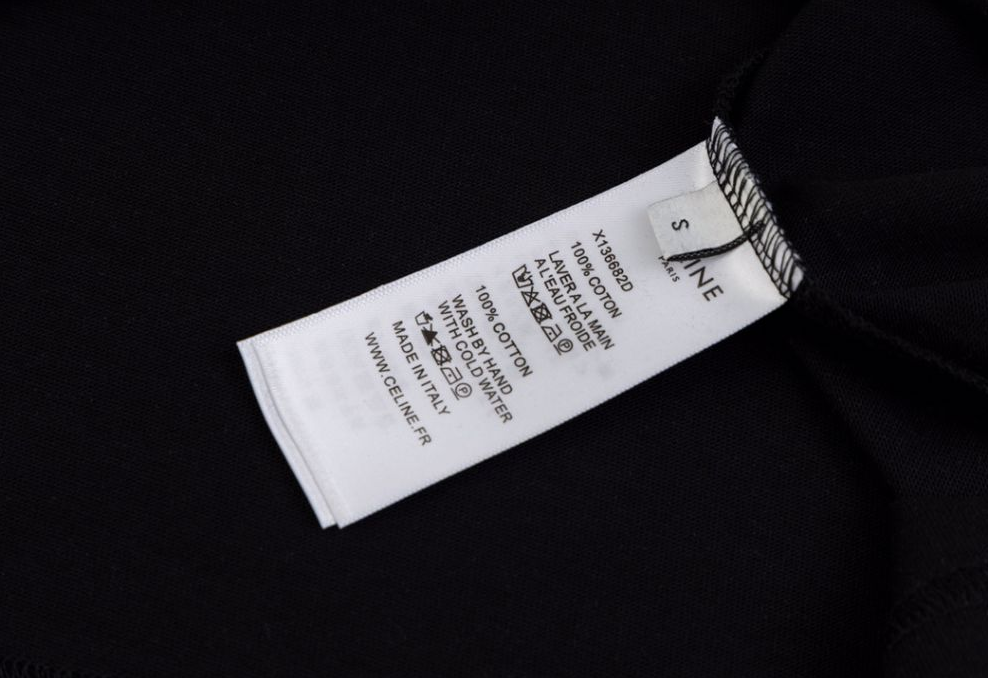 S
INE
PARIS
X136682D
100% COTON
LAVER A LA MAIN
A L'EAU FROIDE
100% COTTON
WASH BY HAND
WITH COLD WATER
MADE IN ITALY
WWW.CELINE.FR